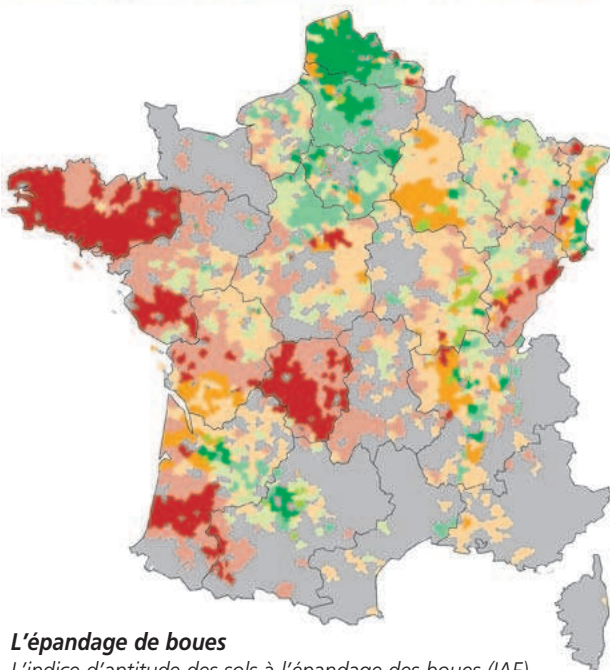 L'épandage de boues
L'indice d'aptitude des sols à l'épandage des boues (IAE)